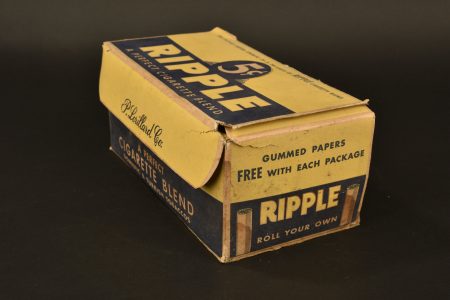 5¢
RIPPLE
A PERFECT CIGARETTE BLEND
P. Lorillard Co.
A PERFECT
CIGARETTE BLEND
TOBACCOS
GUMMED PAPERS
FREE WITH EACH PACKAGE
RIPPLE
ROLL YOUR OWN